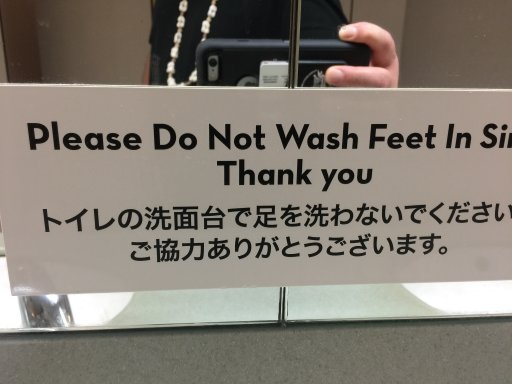 Please Do Not Wash Feet In Sin
Thank you
トイレの洗面台で足を洗わないでください
ご協力ありがとうございます。